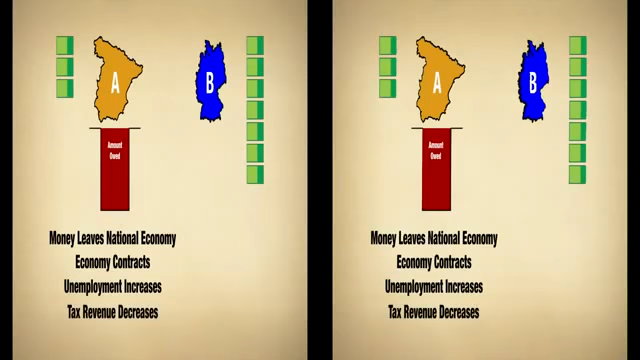 A
B
Amount
Owed
Money Leaves National Economy
Economy Contracts
Unemployment Increases
Tax Revenue Decreases
A
B
Amount
Owed
Money Leaves National Economy
Economy Contracts
Unemployment Increases
Tax Revenue Decreases